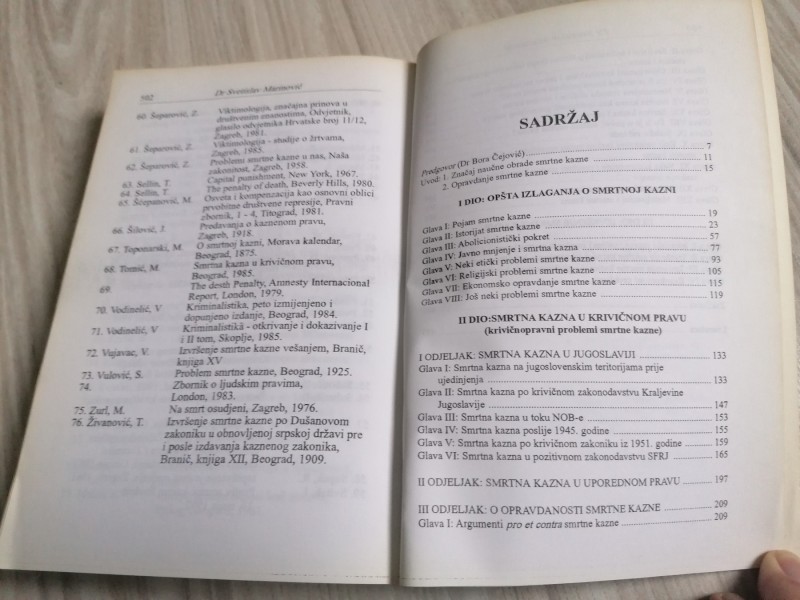 592
Dr Svetislav Marinović
60. Šeparović, Z. Viktimologija, značajna prinova u
društvenim znanostima, Odvjetnik,
glasilo odvjetnika Hrvatske broj 11/12,
Zagreb, 1981.
61. Šeparović, Z. Viktimologija - studije o žrtvama,
Zagreb, 1985.
62. Šeparović, Z. Problemi smrtne kazne u nas, Naša
zakonitost, Zagreb, 1958.
63. Sellin, T. Capital punishment, New York, 1967.
64. Sellin, T. The penalty of death, Beverly Hills, 1980.
65. Šćepanović, M. Osveta i kompenzacija kao osnovni oblici
prvobitne društvene represije, Pravni
zbornik, 1 - 4, Titograd, 1981.
66. Šilović, J. Predavanja o kaznenom pravu,
Zagreb, 1918.
67. Toponarski, M. O smrtnoj kazni, Morava kalendar,
Beograd, 1875.
68. Tomić, M. Smrtna kazna u krivičnom pravu,
Beograd, 1985.
69. The desth Penalty, Amnesty Internacional
Report, London, 1979.
70. Vodinelić, V Kriminalistika, peto izmijenjeno i
dopunjeno izdanje, Beograd, 1984.
71. Vodinelić, V. Kriminalistikă - otkrivanje i dokazivanje I
i II tom, Skoplje, 1985.
72. Vujavac, V. Izvršenje smrtne kazne vešanjem, Branič,
knjiga XV
73. Vulović, S. Problem smrtne kazne, Beograd, 1925.
74. Zbornik o ljudskim pravima,
London, 1983.
75. Zurl, M. Na smrt osudjeni, Zagreb, 1976.
76. Živanović, T. Izvršenje smrtne kazne po Dušanovom
zakoniku u obnovljenoj srpskoj državi pre
i posle izdavanja kaznenog zakonika,
Branič, knjiga XII, Beograd, 1909.
SADRŽAJ
Predgovor (Dr Bora Čejović) 7
Uvod: 1. Značaj naučne obrade smrtne kazne 11
2. Opravdanje smrtne kazne 15
I DIO: OPŠTA IZLAGANJA O SMRTNOJ KAZNI
Glava I: Pojam smrtne kazne 19
Glava II: Istorijat smrtne kazne 23
Glava III: Abolicionistički pokret 57
Glava IV: Javno mnjenje i smrtna kazna 77
Glava V: Neki etički problemi smrtne kazne 93
Glava VI: Religijski problemi smrtne kazne 105
Glava VII: Ekonomsko opravdanje smrtne kazne 115
Glava VIII: Još neki problemi smrtne kazne 119
II DIO:SMRTNA KAZNA U KRIVIČNOM PRAVU
(krivičnopravni problemi smrtne kazne)
I ODJELJAK: SMRTNA KAZNA U JUGOSLAVIJI 133
Glava I: Smrtna kazna na jugoslovenskim teritorijama prije
ujedinjenja 133
Glava II: Smrtna kazna po krivičnom zakonodavstvu Kraljevine
Jugoslavije 147
Glava III: Smrtna kazna u toku NOB-e 153
Glava IV: Smrtna kazna poslije 1945. godine 155
Glava V: Smrtna kazna po krivičnom zakoniku iz 1951. godine 159
Glava VI: Smrtna kazna u pozitivnom zakonodavstvu SFRJ 165
II ODJELJAK: SMRTNA KAZNA U UPOREDNOM PRAVU 197
III ODJELJAK: O OPRAVDANOSTI SMRTNE KAZNE 209
Glava I: Argumenti pro et contra smrtne kazne 209